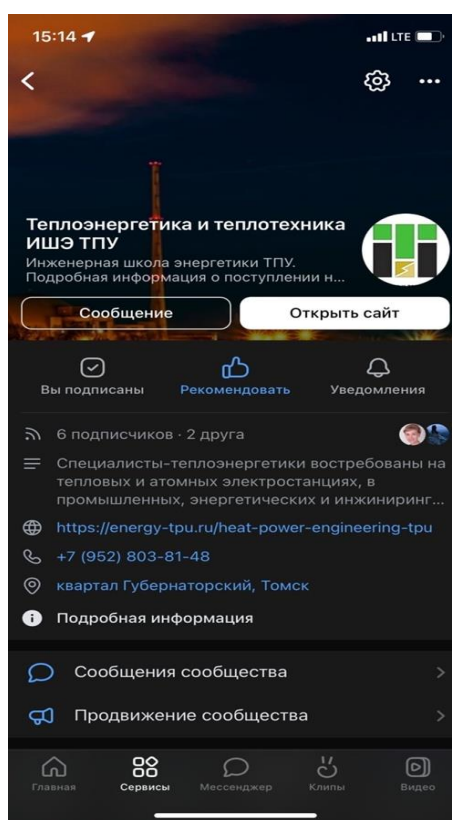 15:14
LTE
Теплоэнергетика и теплотехника
ИШЭ ТПУ
Инженерная школа энергетики ТПУ.
Подробная информация о поступлении н...
Сообщение
Открыть сайт
Вы подписаны
Рекомендовать
Уведомления
6 подписчиков · 2 друга
Специалисты-теплоэнергетики востребованы на
тепловых и атомных электростанциях, в
промышленных, энергетических и инжиниринг...
https://energy-tpu.ru/heat-power-engineering-tpu
+7 (952) 803-81-48
квартал Губернаторский, Томск
Подробная информация
Сообщения сообщества
Продвижение сообщества
Главная
Сервисы
Мессенджер
Клипы
Видео